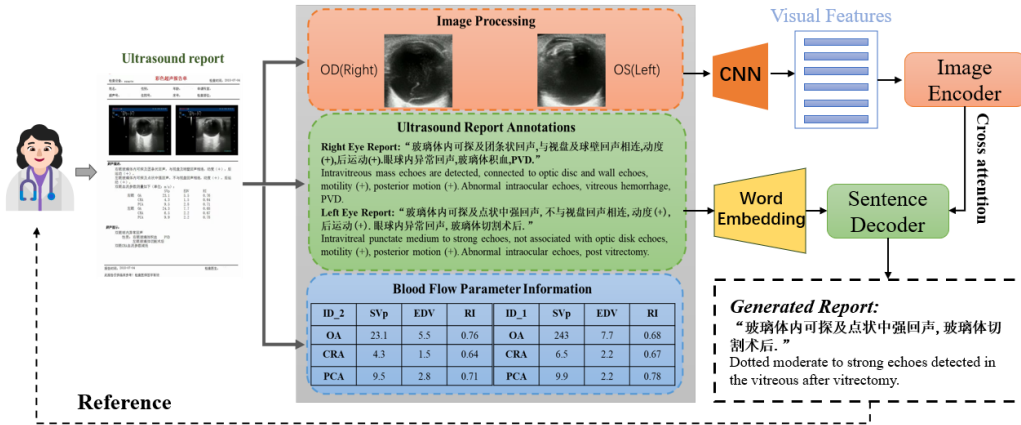 Ultrasound report
彩色超声报告单
Image Processing
OD(Right)
OS(Left)
Ultrasound Report Annotations
Right Eye Report: “玻璃体内可探及团条状回声,与视盘及球壁回声相连,动度
(+),后运动(+).眼球内异常回声,玻璃体积血,PVD.”
Intravitreous mass echoes are detected, connected to optic disc and wall echoes,
motility (+), posterior motion (+). Abnormal intraocular echoes, vitreous hemorrhage,
PVD.
Left Eye Report: “玻璃体内可探及点状中强回声, 不与视盘回声相连, 动度(+),
后运动(+). 眼球内异常回声, 玻璃体切割术后.”
Intravitreal punctate medium to strong echoes, not associated with optic disk echoes,
motility (+), posterior motion (+). Abnormal intraocular echoes, post vitrectomy.
Blood Flow Parameter Information
ID_2 SVp EDV RI ID_1 SVp EDV RI
OA 23.1 5.5 0.76 OA 243 7.7 0.68
CRA 4.3 1.5 0.64 CRA 6.5 2.2 0.67
PCA 9.5 2.8 0.71 PCA 9.9 2.2 0.78
Visual Features
CNN
Image
Encoder
Cross attention
Word
Embedding
Sentence
Decoder
Generated Report:
“玻璃体内可探及点状中强回声, 玻璃体切
割术后. ”
Dotted moderate to strong echoes detected in
the vitreous after vitrectomy.
Reference